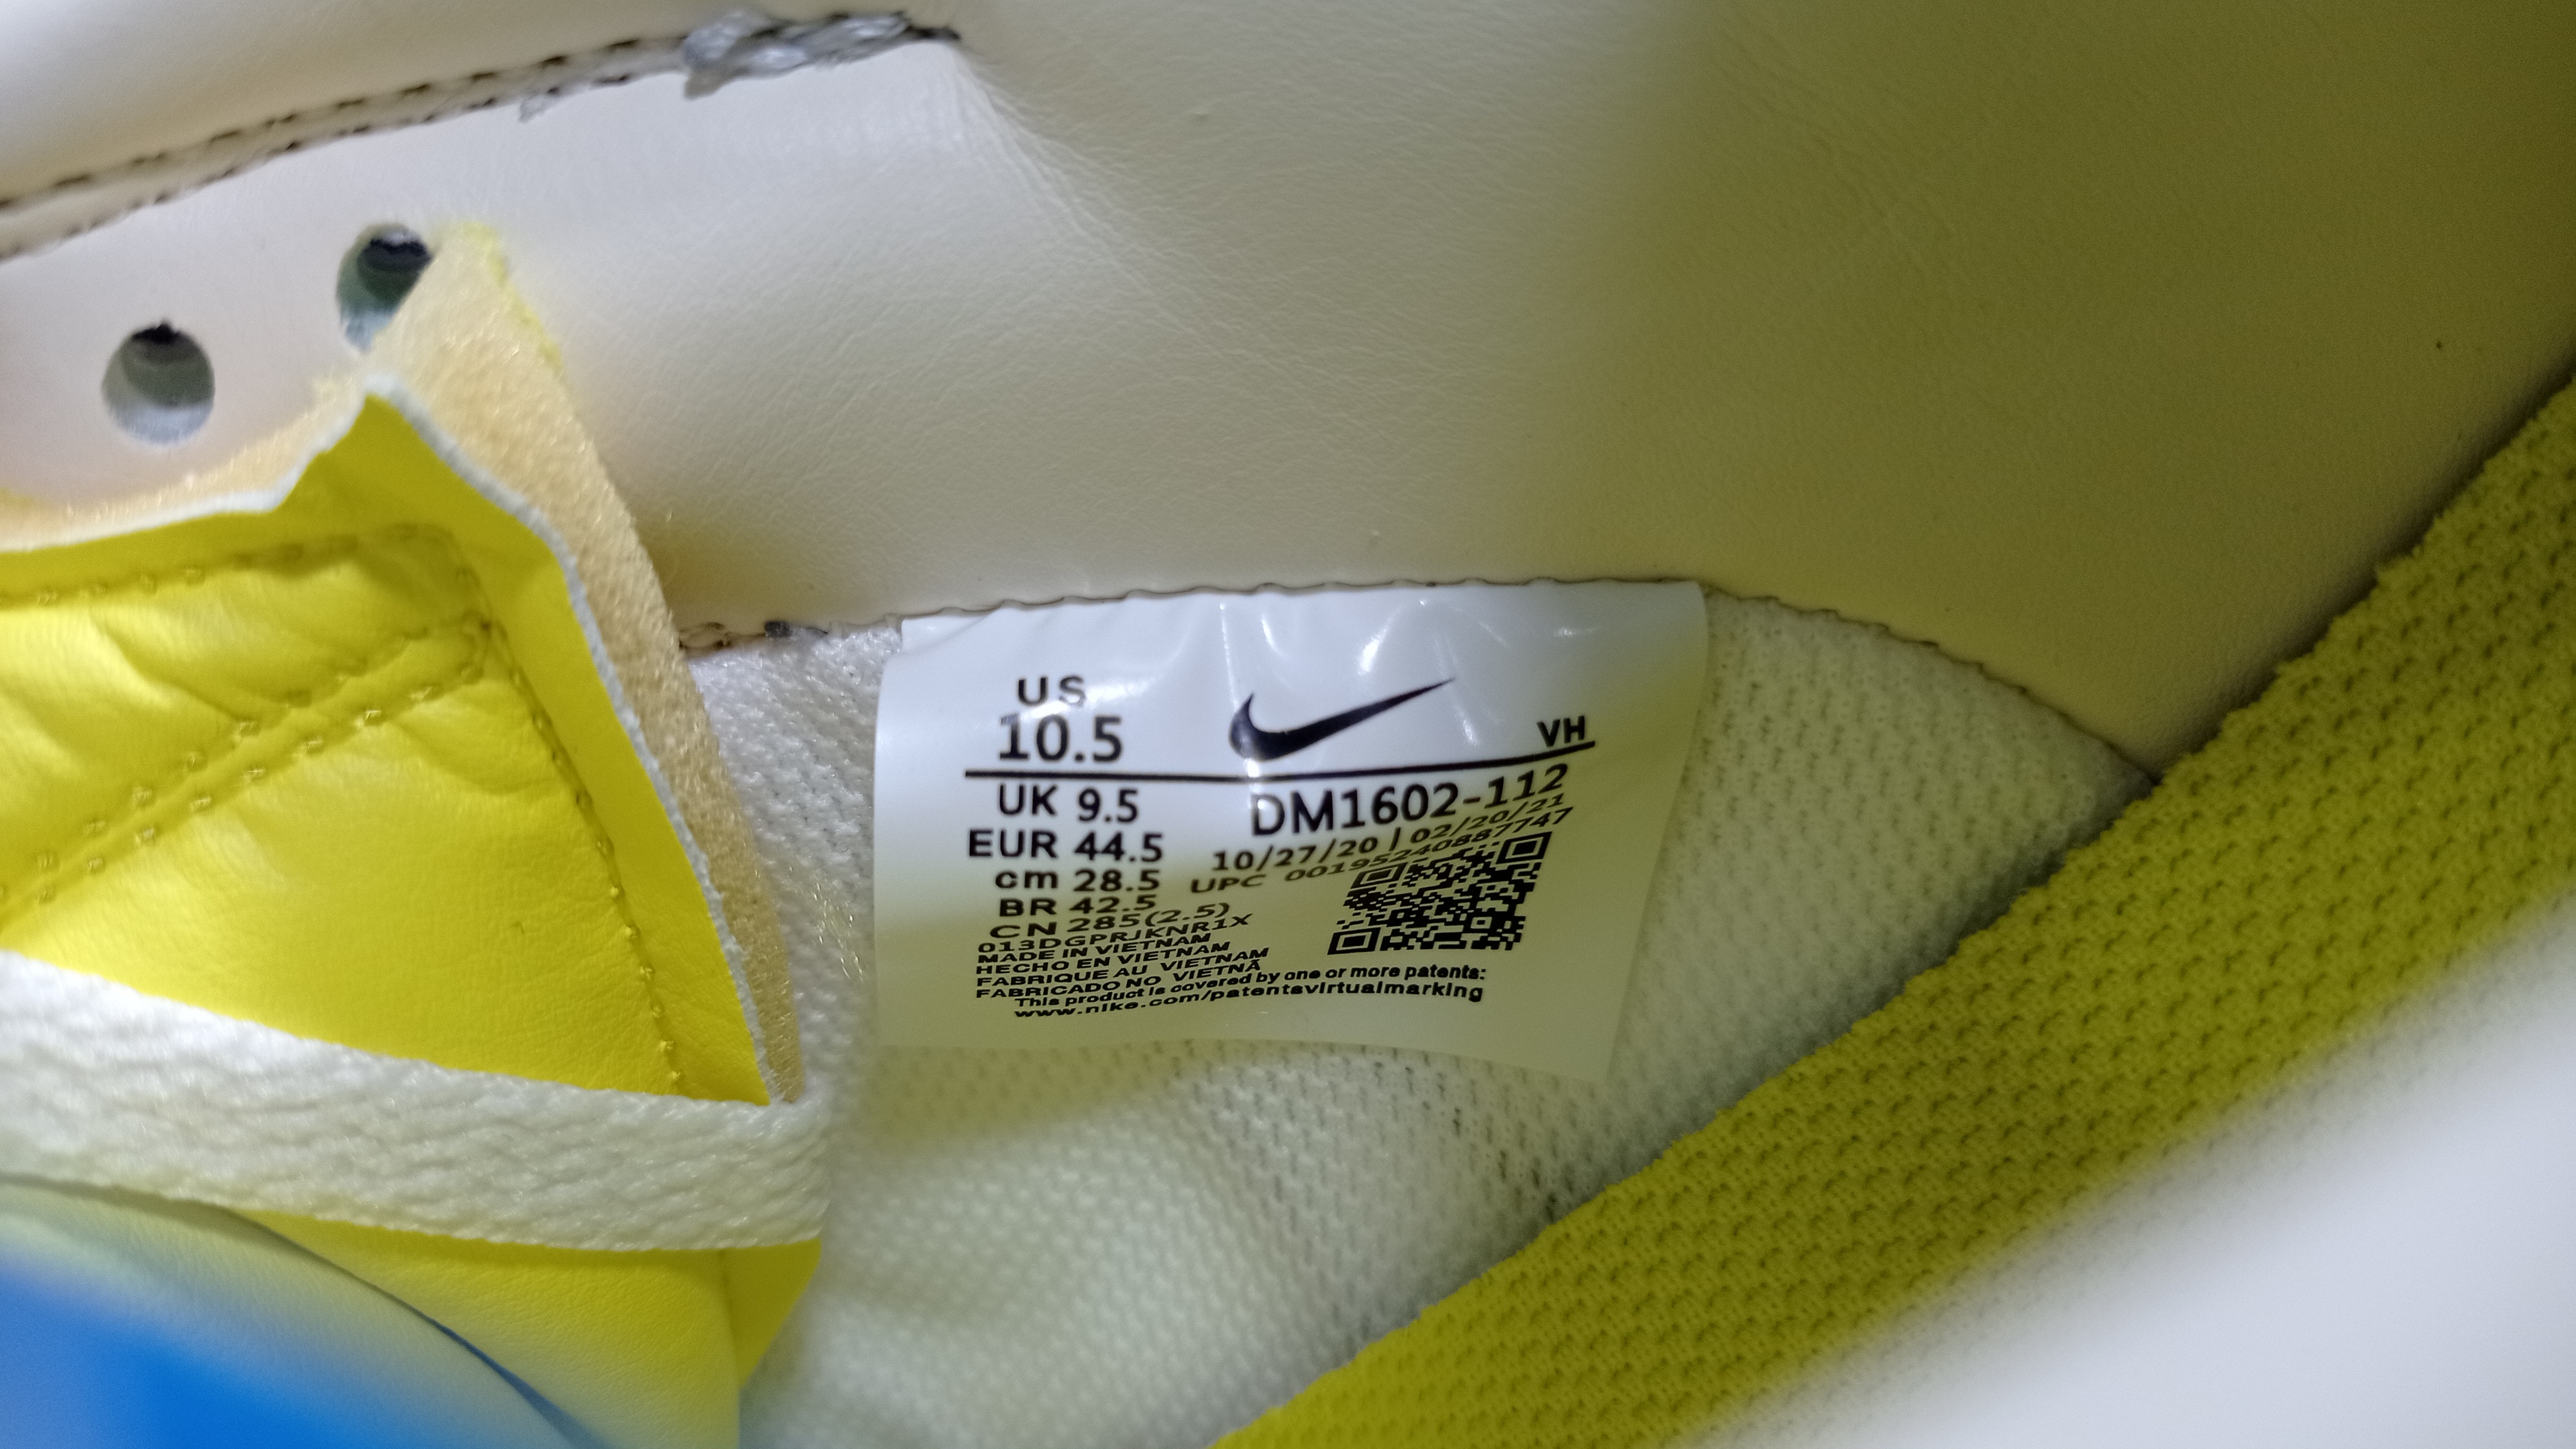 US
10.5
VH
UK 9.5
DM1602-112
EUR 44.5
10/27/20 | 02/20/21
cm 28.5
UPC 00195240887747
BR 42.5
CN 285(2.5)
013DGPRJKNR1X
MADE IN VIETNAM
HECHO EN VIETNAM
FABRIQUE AU VIETNAM
FABRICADO NO VIETNÃ
This product is covered by one or more patents:
www.nike.com/patentsvirtualmarking